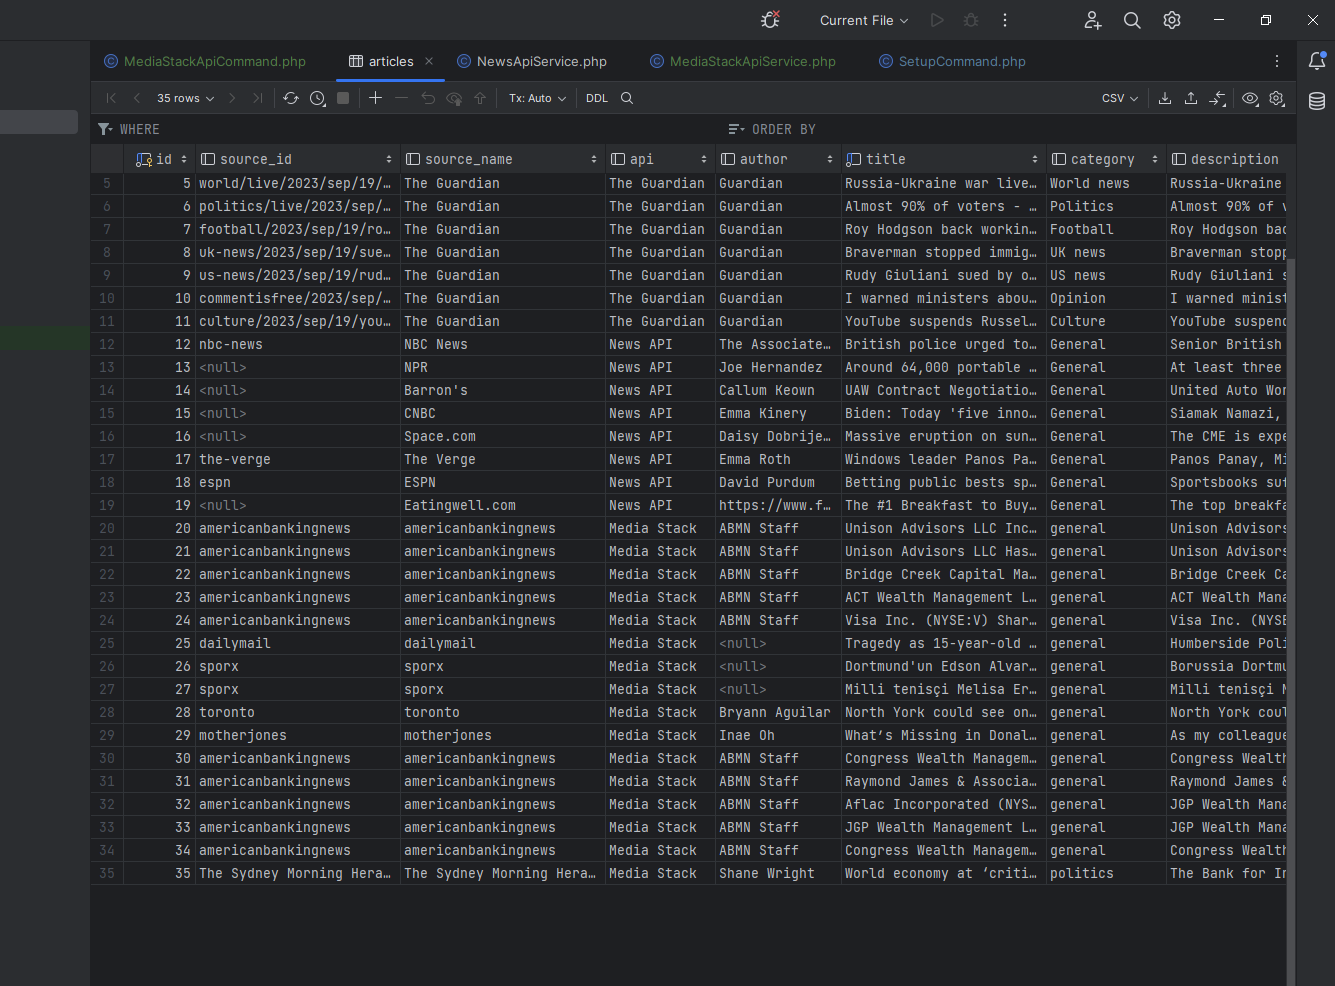 Current File
MediaStackApiCommand.php articles NewsApiService.php MediaStackApiService.php SetupCommand.php
35 rows Tx: Auto DDL CSV
WHERE ORDER BY
id source_id source_name api author title category description
5 5 world/live/2023/sep/19/… The Guardian The Guardian Guardian Russia-Ukraine war live… World news Russia-Ukraine
6 6 politics/live/2023/sep/… The Guardian The Guardian Guardian Almost 90% of voters - … Politics Almost 90% of v
7 7 football/2023/sep/19/ro… The Guardian The Guardian Guardian Roy Hodgson back workin… Football Roy Hodgson bac
8 8 uk-news/2023/sep/19/sue… The Guardian The Guardian Guardian Braverman stopped immig… UK news Braverman stopp
9 9 us-news/2023/sep/19/rud… The Guardian The Guardian Guardian Rudy Giuliani sued by o… US news Rudy Giuliani s
10 10 commentisfree/2023/sep/… The Guardian The Guardian Guardian I warned ministers abou… Opinion I warned minist
11 11 culture/2023/sep/19/you… The Guardian The Guardian Guardian YouTube suspends Russel… Culture YouTube suspend
12 12 nbc-news NBC News News API The Associate… British police urged to… General Senior British
13 13 <null> NPR News API Joe Hernandez Around 64,000 portable … General At least three
14 14 <null> Barron's News API Callum Keown UAW Contract Negotiatio… General United Auto Wor
15 15 <null> CNBC News API Emma Kinery Biden: Today 'five inno… General Siamak Namazi,
16 16 <null> Space.com News API Daisy Dobrije… Massive eruption on sun… General The CME is expe
17 17 the-verge The Verge News API Emma Roth Windows leader Panos Pa… General Panos Panay, Mi
18 18 espn ESPN News API David Purdum Betting public bests sp… General Sportsbooks suf
19 19 <null> Eatingwell.com News API https://www.f… The #1 Breakfast to Buy… General The top breakfa
20 20 americanbankingnews americanbankingnews Media Stack ABMN Staff Unison Advisors LLC Inc… general Unison Advisors
21 21 americanbankingnews americanbankingnews Media Stack ABMN Staff Unison Advisors LLC Has… general Unison Advisors
22 22 americanbankingnews americanbankingnews Media Stack ABMN Staff Bridge Creek Capital Ma… general Bridge Creek Ca
23 23 americanbankingnews americanbankingnews Media Stack ABMN Staff ACT Wealth Management L… general ACT Wealth Mana
24 24 americanbankingnews americanbankingnews Media Stack ABMN Staff Visa Inc. (NYSE:V) Shar… general Visa Inc. (NYSE
25 25 dailymail dailymail Media Stack <null> Tragedy as 15-year-old … general Humberside Poli
26 26 sporx sporx Media Stack <null> Dortmund'un Edson Alvar… general Borussia Dortmu
27 27 sporx sporx Media Stack <null> Milli tenisçi Melisa Er… general Milli tenisçi M
28 28 toronto toronto Media Stack Bryann Aguilar North York could see on… general North York coul
29 29 motherjones motherjones Media Stack Inae Oh What’s Missing in Donal… general As my colleague
30 30 americanbankingnews americanbankingnews Media Stack ABMN Staff Congress Wealth Managem… general Congress Wealth
31 31 americanbankingnews americanbankingnews Media Stack ABMN Staff Raymond James & Associa… general Raymond James &
32 32 americanbankingnews americanbankingnews Media Stack ABMN Staff Aflac Incorporated (NYS… general JGP Wealth Mana
33 33 americanbankingnews americanbankingnews Media Stack ABMN Staff JGP Wealth Management L… general JGP Wealth Mana
34 34 americanbankingnews americanbankingnews Media Stack ABMN Staff Congress Wealth Managem… general Congress Wealth
35 35 The Sydney Morning Hera… The Sydney Morning Hera… Media Stack Shane Wright World economy at ‘criti… politics The Bank for In